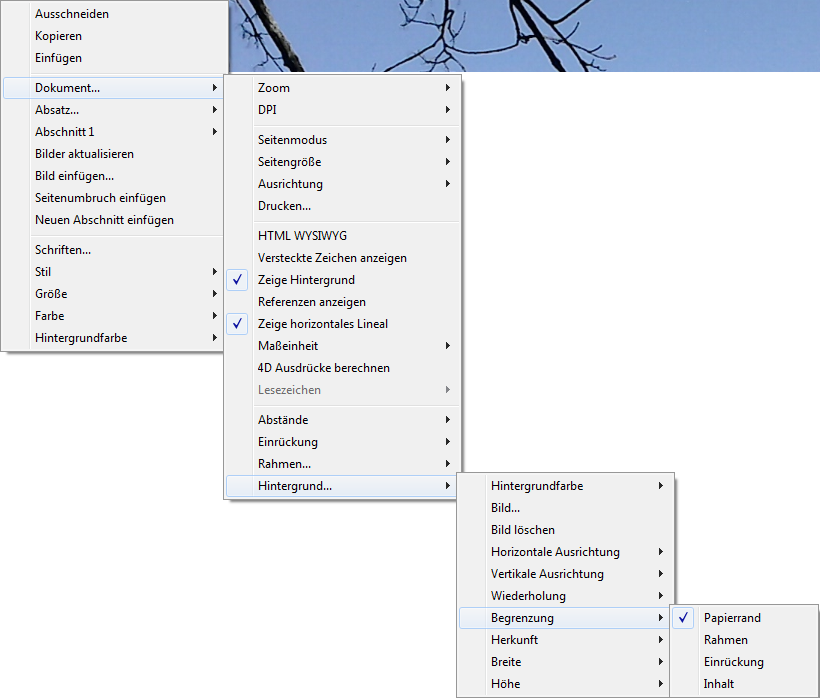 Ausschneiden
Kopieren
Einfügen
Dokument...
Absatz...
Abschnitt 1
Bilder aktualisieren
Bild einfügen...
Seitenumbruch einfügen
Neuen Abschnitt einfügen
Schriften...
Stil
Größe
Farbe
Hintergrundfarbe
Zoom
DPI
Seitenmodus
Seitengröße
Ausrichtung
Drucken...
HTML WYSIWYG
Versteckte Zeichen anzeigen
Zeige Hintergrund
Referenzen anzeigen
Zeige horizontales Lineal
Maßeinheit
4D Ausdrücke berechnen
Lesezeichen
Abstände
Einrückung
Rahmen...
Hintergrund...
Hintergrundfarbe
Bild...
Bild löschen
Horizontale Ausrichtung
Vertikale Ausrichtung
Wiederholung
Begrenzung
Herkunft
Breite
Höhe
Papierrand
Rahmen
Einrückung
Inhalt